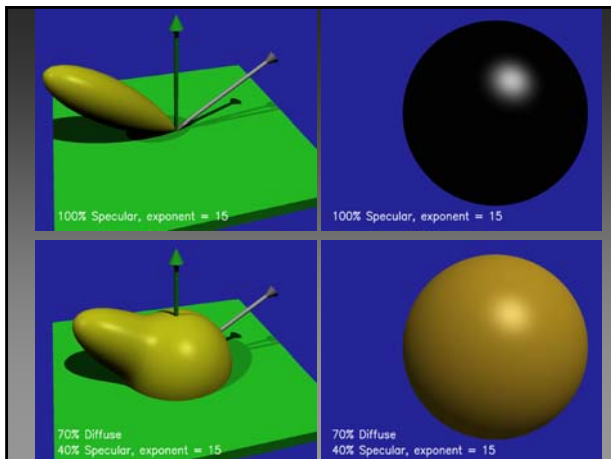 100% Specular, exponent = 15
100% Specular, exponent = 15
70% Diffuse
40% Specular, exponent = 15
70% Diffuse
40% Specular, exponent = 15